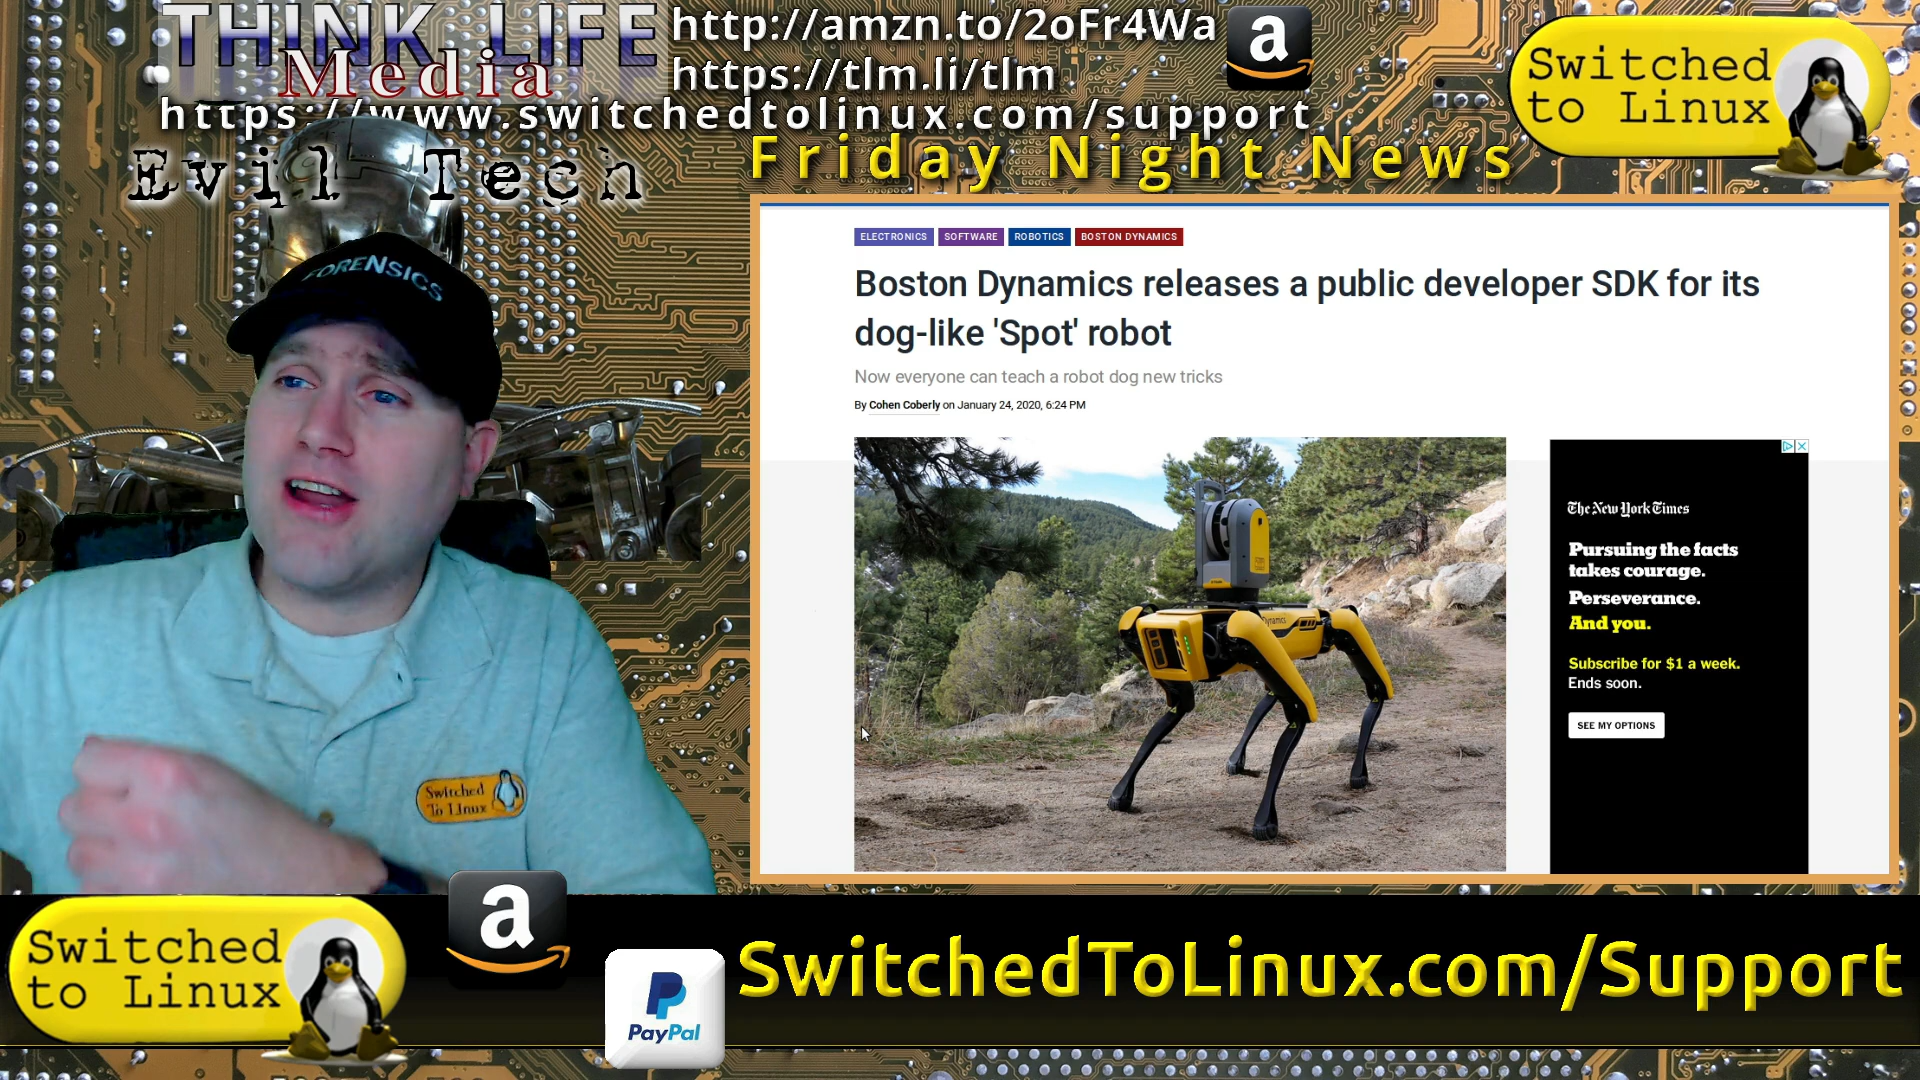 THINK LIFE
Media
http://amzn.to/2oFr4Wa
https://tlm.li/tlm
https://www.switchedtolinux.com/support
Evil Tech
Friday Night News
Switched
to Linux
FORENSICS
ELECTRONICS SOFTWARE ROBOTICS BOSTON DYNAMICS
Boston Dynamics releases a public developer SDK for its
dog-like 'Spot' robot
Now everyone can teach a robot dog new tricks
By Cohen Coberly on January 24, 2020, 6:24 PM
Dynamics
The New York Times
Pursuing the facts
takes courage.
Perseverance.
And you.
Subscribe for $1 a week.
Ends soon.
SEE MY OPTIONS
Switched
To Linux
Switched
to Linux
a
a
PayPal
SwitchedToLinux.com/Support